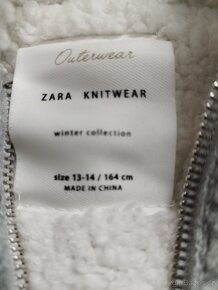 Outerwear
ZARA KNITWEAR
winter collection
size 13-14 / 164 cm
MADE IN CHINA